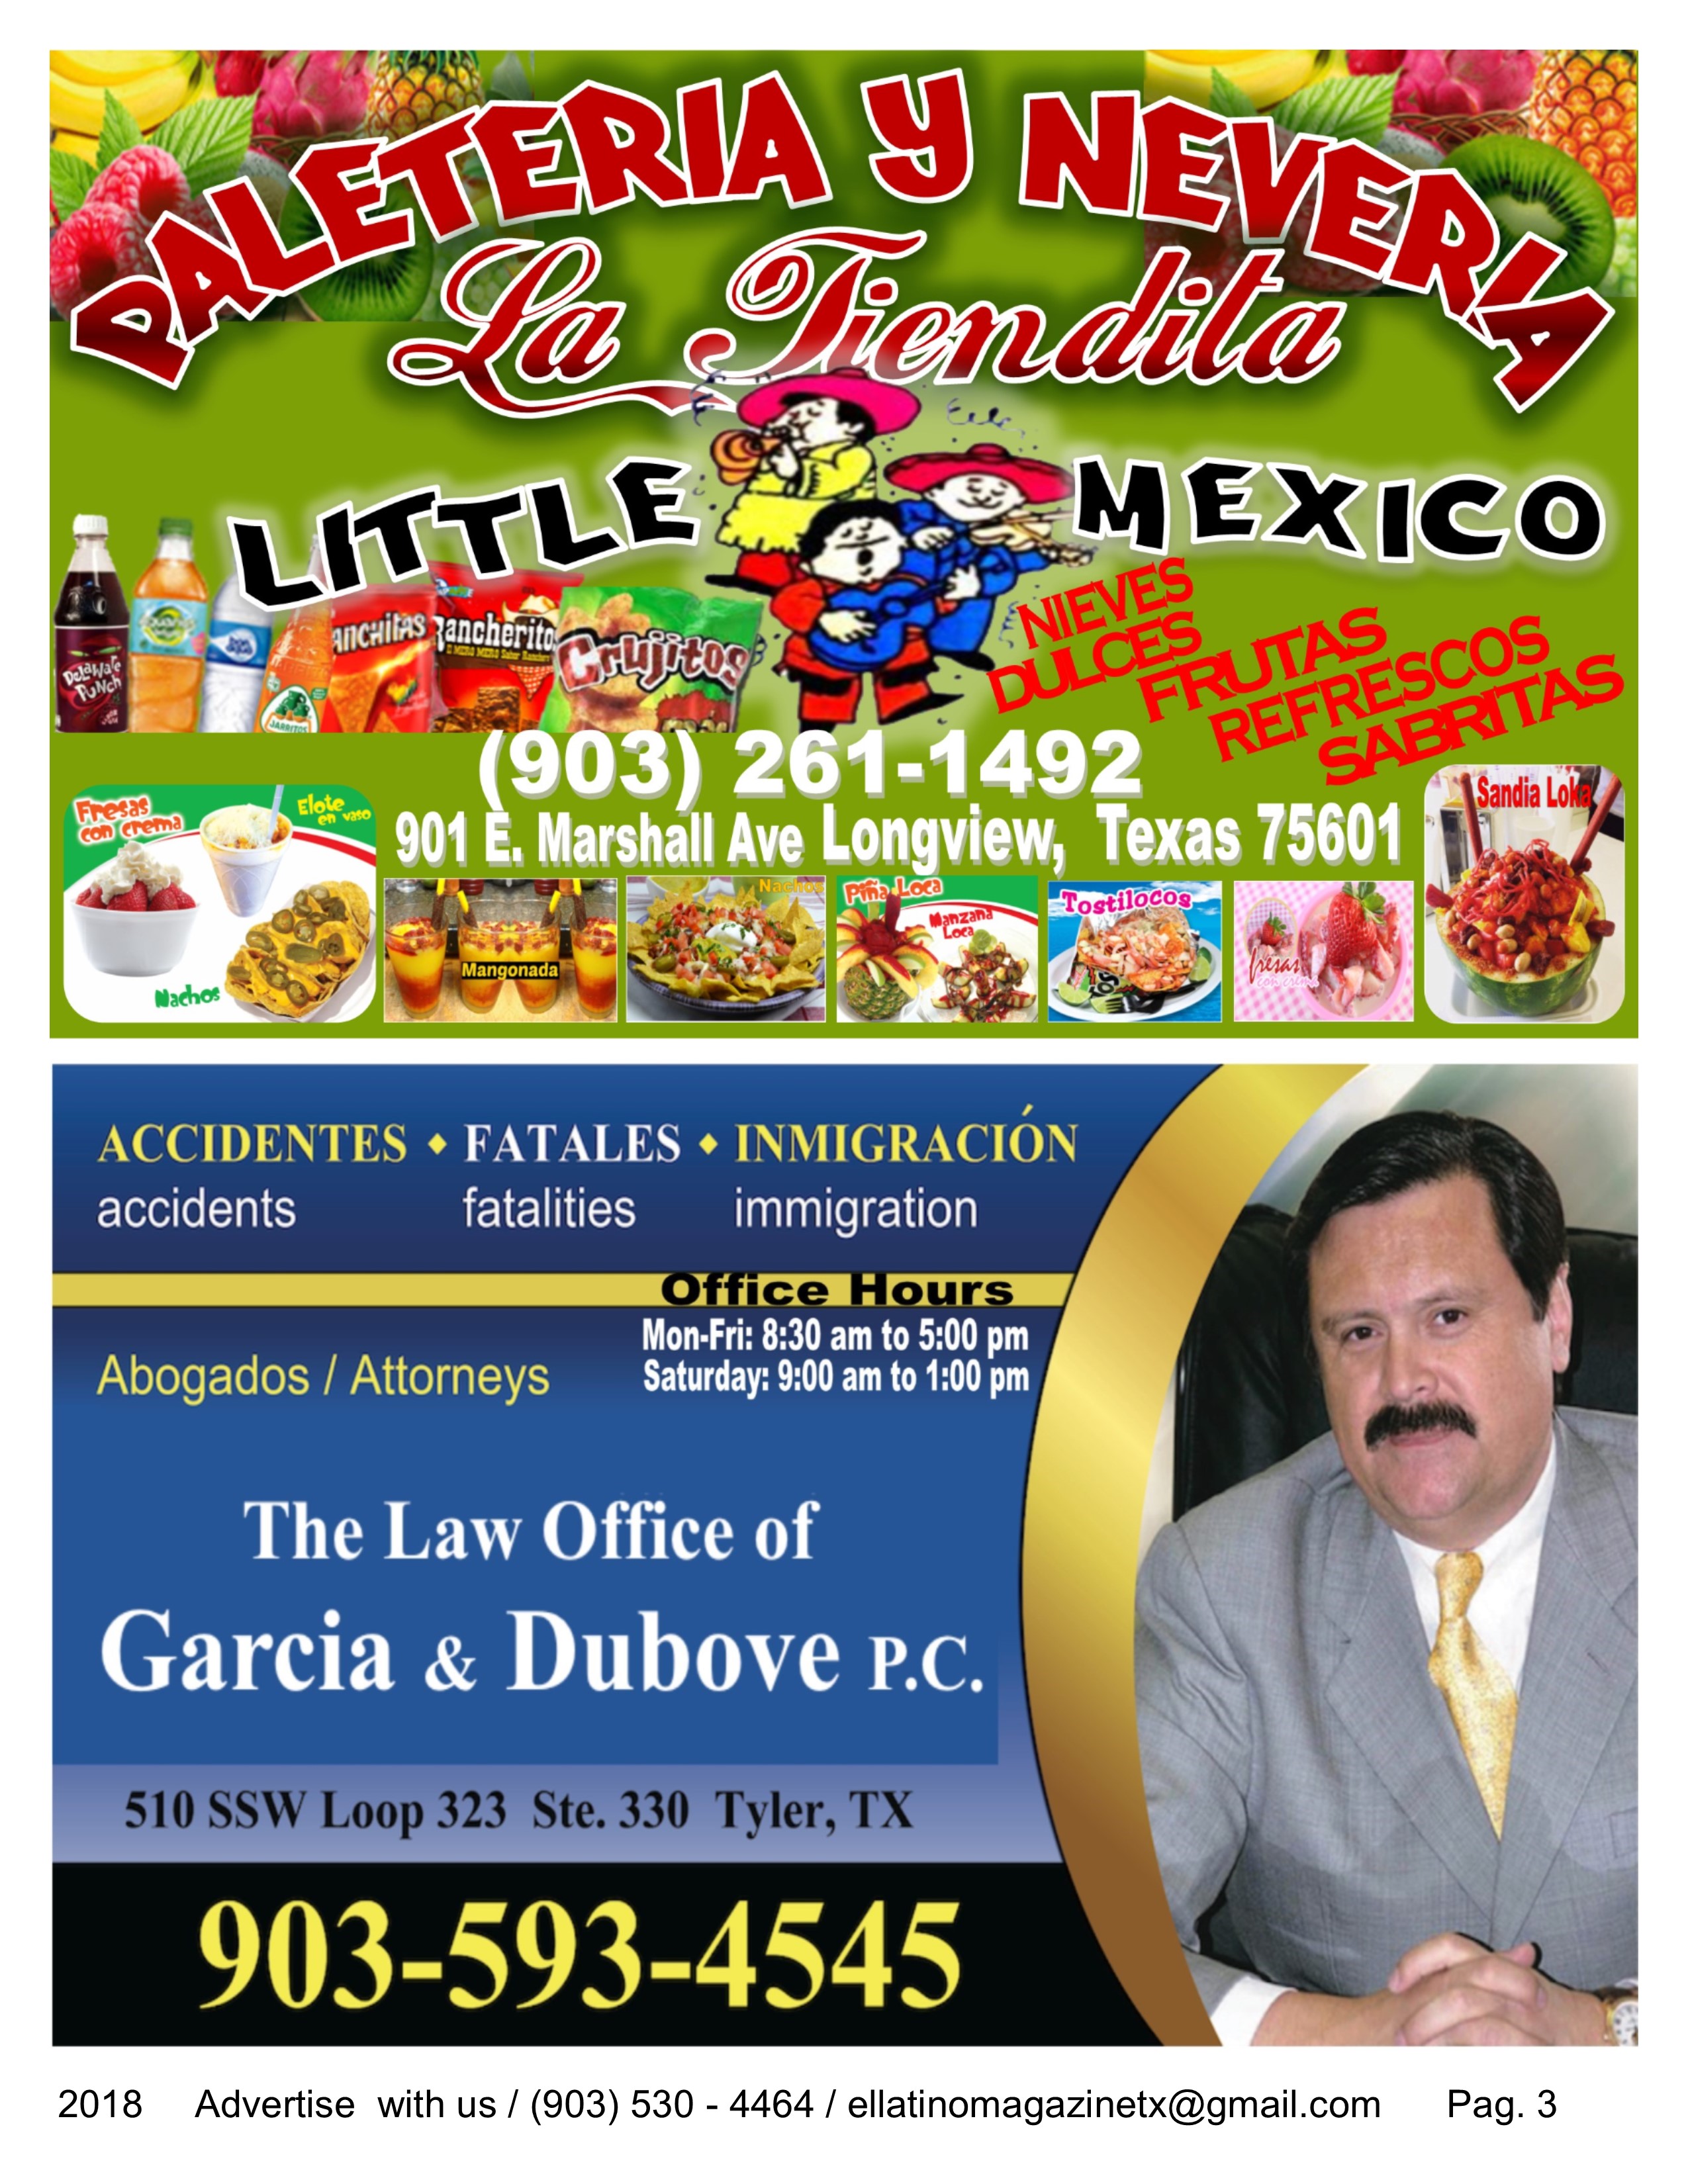 PALETERIA Y NEVERIA
La Tiendita
LITTLE MEXICO
Delaware
Punch
JARRITOS
Rancherito
Crujitos
NIEVES
DULCES
FRUTAS
REFRESCOS
SABRITAS
(903) 261-1492
901 E. Marshall Ave Longview, Texas 75601
Fresas
con crema
Elote
en vaso
Nachos
Mangonada
Nachos
Piña Loca
Manzana
Loca
Tostilocos
fresas
con crema
Sandia Loka
ACCIDENTES ♦ FATALES ♦ INMIGRACIÓN
accidents fatalities immigration
Office Hours
Mon-Fri: 8:30 am to 5:00 pm
Saturday: 9:00 am to 1:00 pm
Abogados / Attorneys
The Law Office of
Garcia & Dubove P.C.
510 SSW Loop 323 Ste. 330 Tyler, TX
903-593-4545
2018 Advertise with us / (903) 530 - 4464 / ellatinomagazinetx@gmail.com Pag. 3